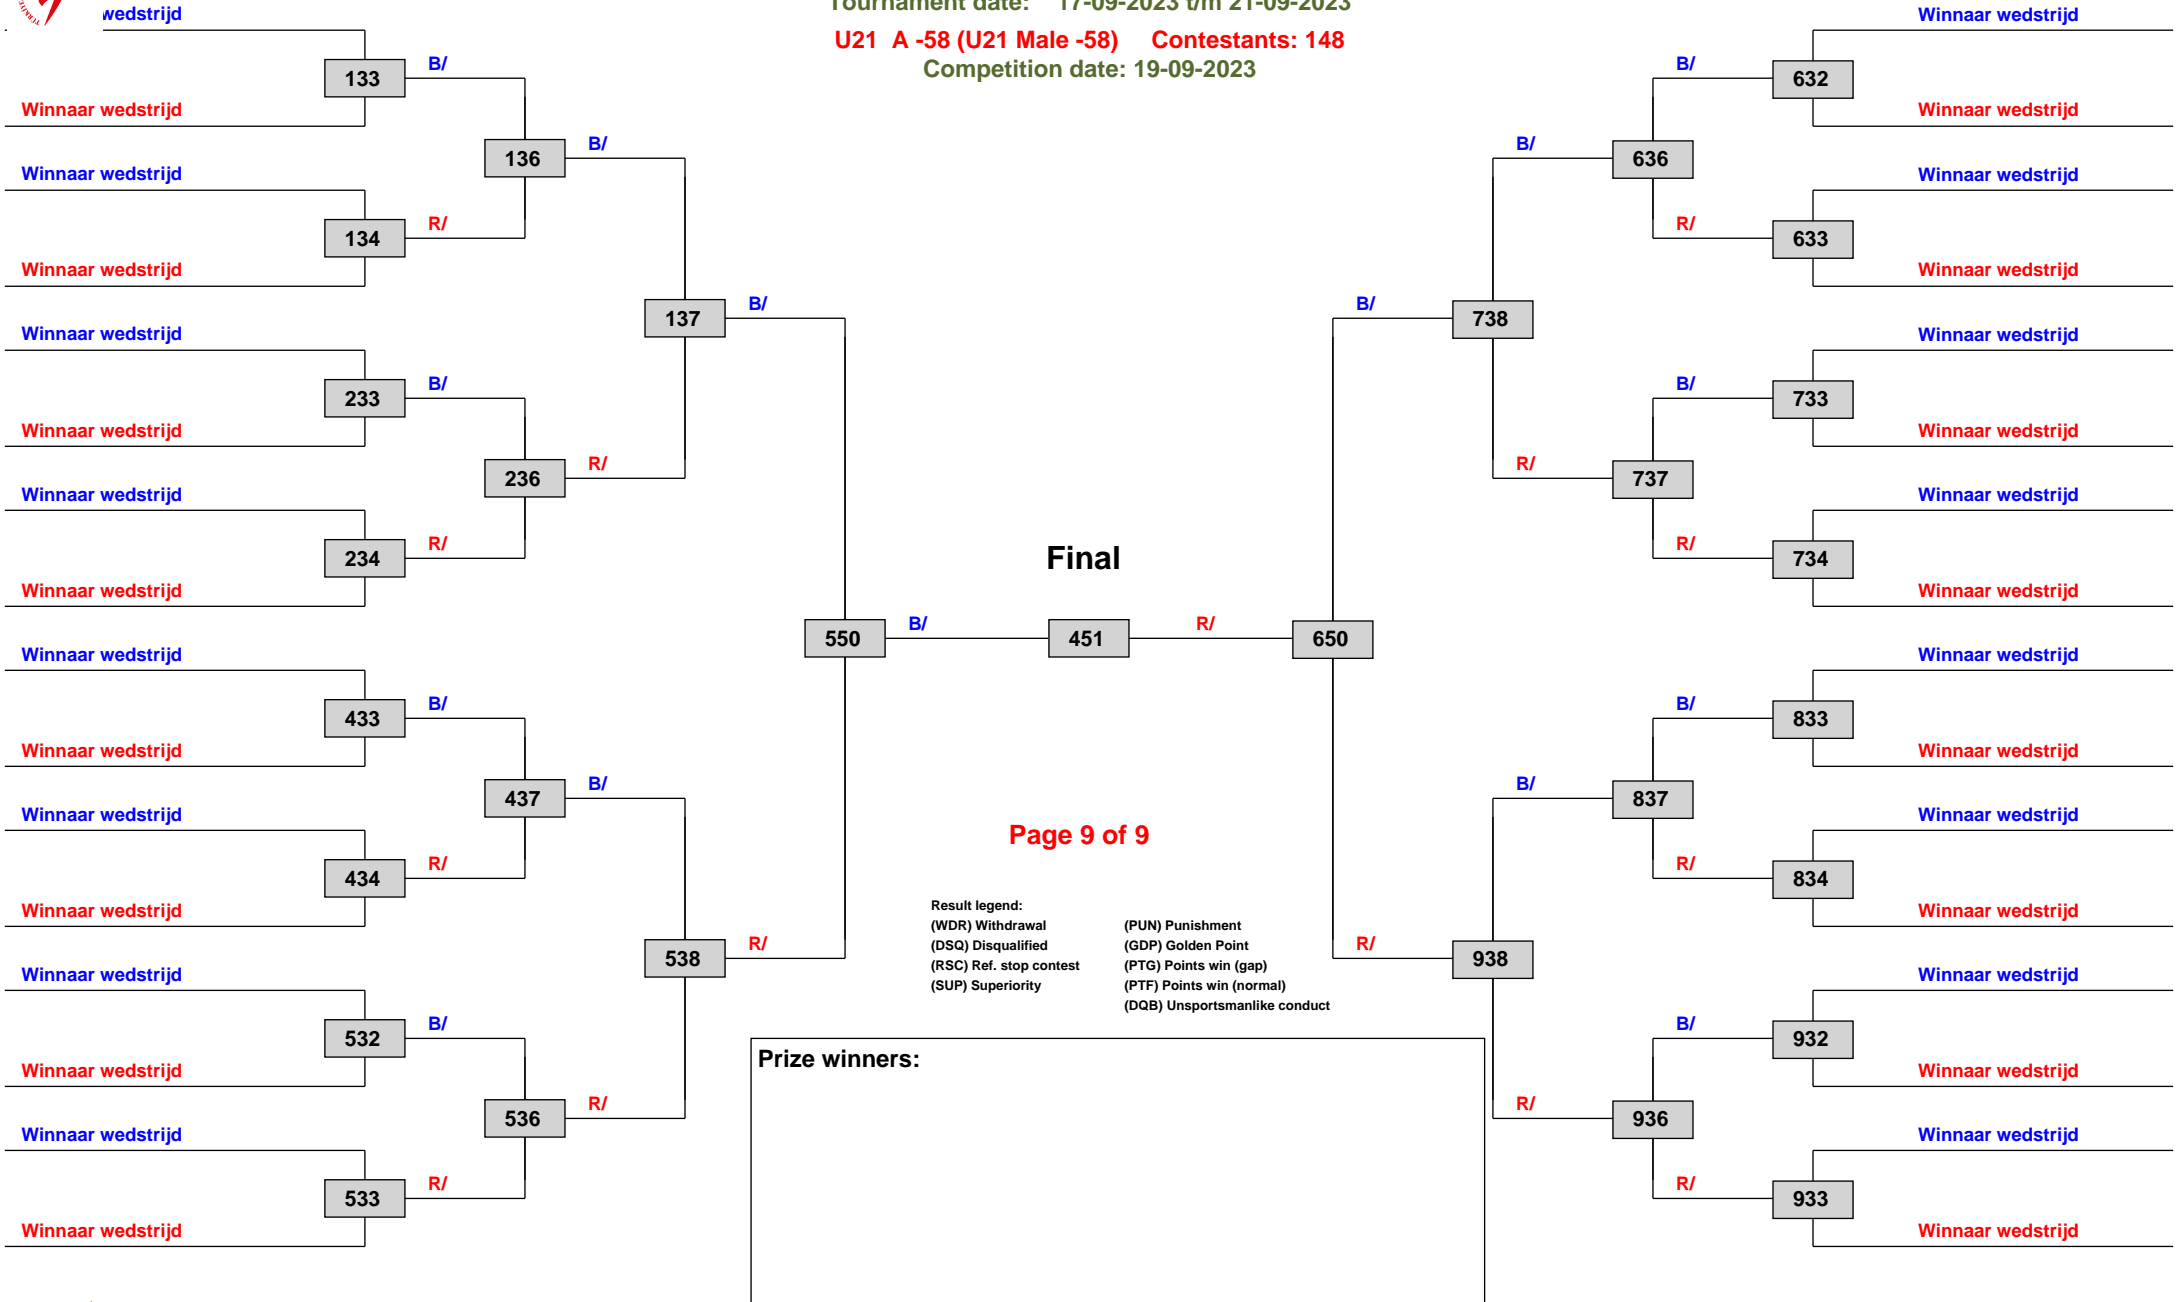 Tournament date: 17-09-2023 t/m 21-09-2023
U21 A -58 (U21 Male -58) Contestants: 148
Competition date: 19-09-2023
wedstrijd
133
B/
Winnaar wedstrijd
136
B/
Winnaar wedstrijd
134
R/
Winnaar wedstrijd
137
B/
Winnaar wedstrijd
233
B/
Winnaar wedstrijd
236
R/
Winnaar wedstrijd
234
R/
Winnaar wedstrijd
550
B/
Winnaar wedstrijd
433
B/
Winnaar wedstrijd
437
B/
Winnaar wedstrijd
434
R/
Winnaar wedstrijd
538
R/
Winnaar wedstrijd
532
B/
Winnaar wedstrijd
536
R/
Winnaar wedstrijd
533
R/
Winnaar wedstrijd
Final
451
R/
650
Winnaar wedstrijd
B/
632
Winnaar wedstrijd
B/
636
Winnaar wedstrijd
R/
633
Winnaar wedstrijd
B/
738
Winnaar wedstrijd
B/
733
Winnaar wedstrijd
R/
737
Winnaar wedstrijd
R/
734
Winnaar wedstrijd
Winnaar wedstrijd
B/
833
Winnaar wedstrijd
B/
837
Winnaar wedstrijd
R/
834
Winnaar wedstrijd
R/
938
Winnaar wedstrijd
B/
932
Winnaar wedstrijd
R/
936
Winnaar wedstrijd
R/
933
Winnaar wedstrijd
Page 9 of 9
Result legend:
(WDR) Withdrawal
(DSQ) Disqualified
(RSC) Ref. stop contest
(SUP) Superiority
(PUN) Punishment
(GDP) Golden Point
(PTG) Points win (gap)
(PTF) Points win (normal)
(DQB) Unsportsmanlike conduct
Prize winners: